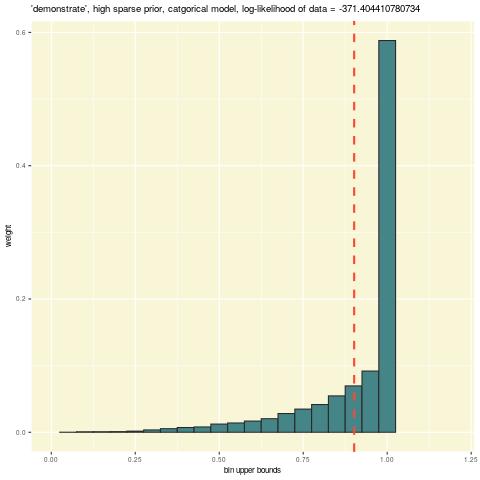 'demonstrate', high sparse prior, catgorical model, log-likelihood of data = -371.404410780734
0.6
0.4
weight
0.2
0.0
0.00 0.25 0.50 0.75 1.00 1.25
bin upper bounds